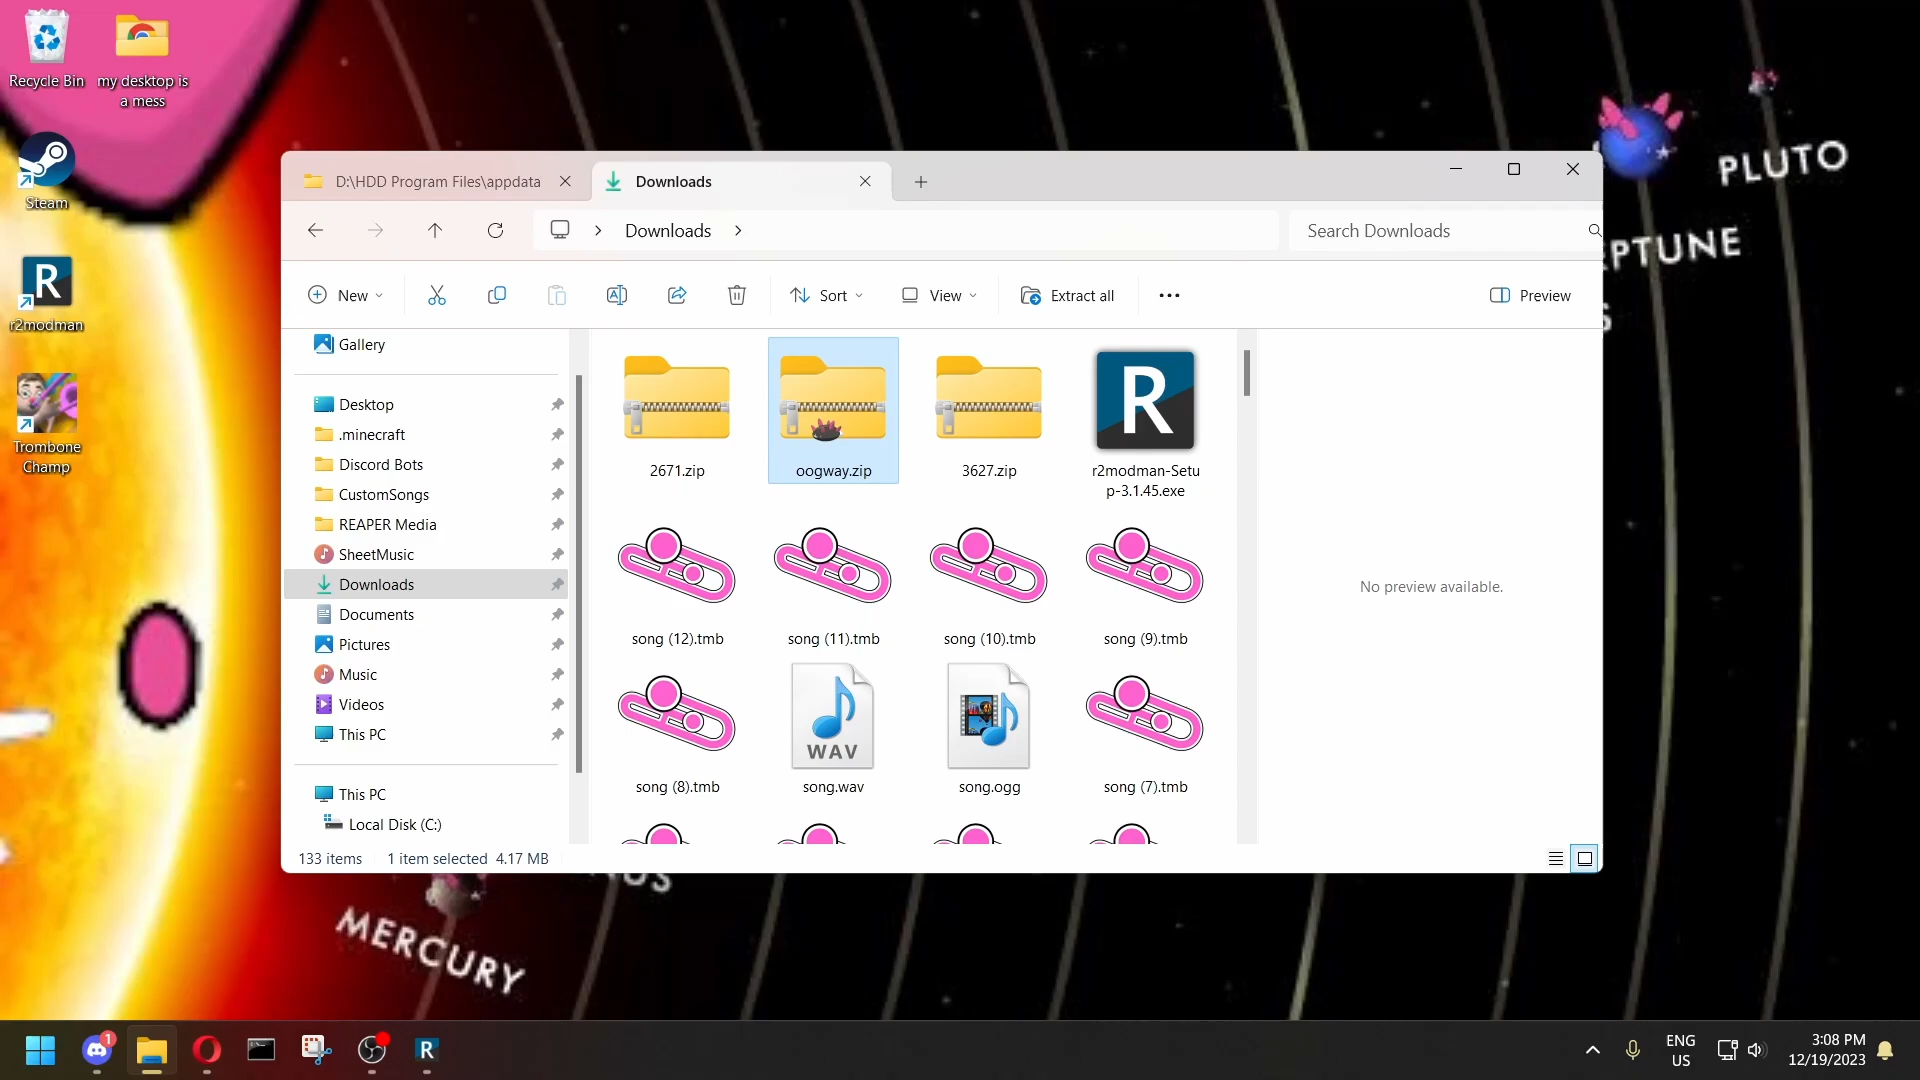 Recycle Bin
my desktop is
a mess
Steam
R
r2modman
Trombone
Champ
PLUTO
EPTUNE
MERCURY
D:\HDD Program Files\appdata
Downloads
Downloads
Search Downloads
New
Sort
View
Extract all
Preview
Gallery
Desktop
.minecraft
Discord Bots
CustomSongs
REAPER Media
SheetMusic
Downloads
Documents
Pictures
Music
Videos
This PC
This PC
Local Disk (C:)
2671.zip
oogway.zip
3627.zip
R
r2modman-Setu
p-3.1.45.exe
song (12).tmb
song (11).tmb
song (10).tmb
song (9).tmb
WAV
song (8).tmb
song.wav
song.ogg
song (7).tmb
No preview available.
133 items
1 item selected 4.17 MB
1
R
ENG
US
3:08 PM
12/19/2023